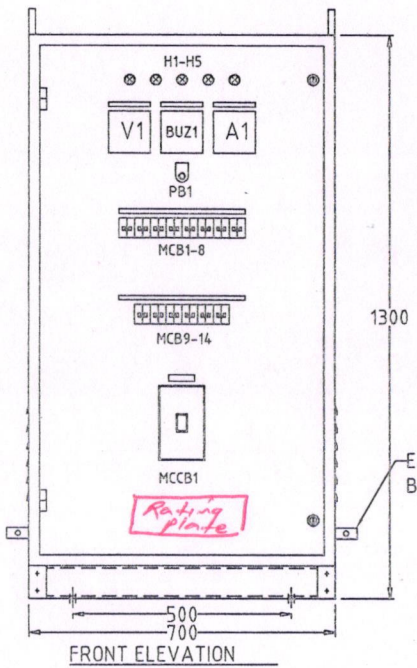 H1-H5
V1
BUZ1
A1
PB1
MCB1-8
MCB9-14
1300
MCCB1
E
B
Rating
plate
500
700
FRONT ELEVATION